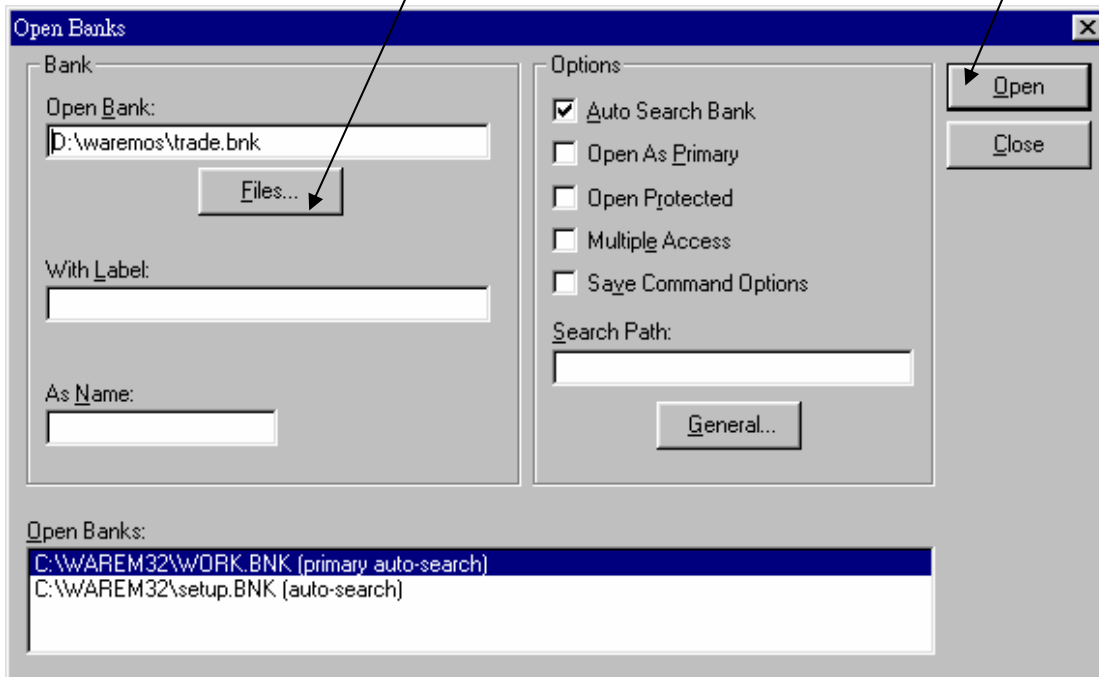 Open Banks
Bank
Open Bank:
D:\waremos\trade.bnk
Files...
With Label:
As Name:
Options
Auto Search Bank
Open As Primary
Open Protected
Multiple Access
Save Command Options
Search Path:
General...
Open
Close
Open Banks:
C:\WAREM32\WORK.BNK (primary auto-search)
C:\WAREM32\setup.BNK (auto-search)